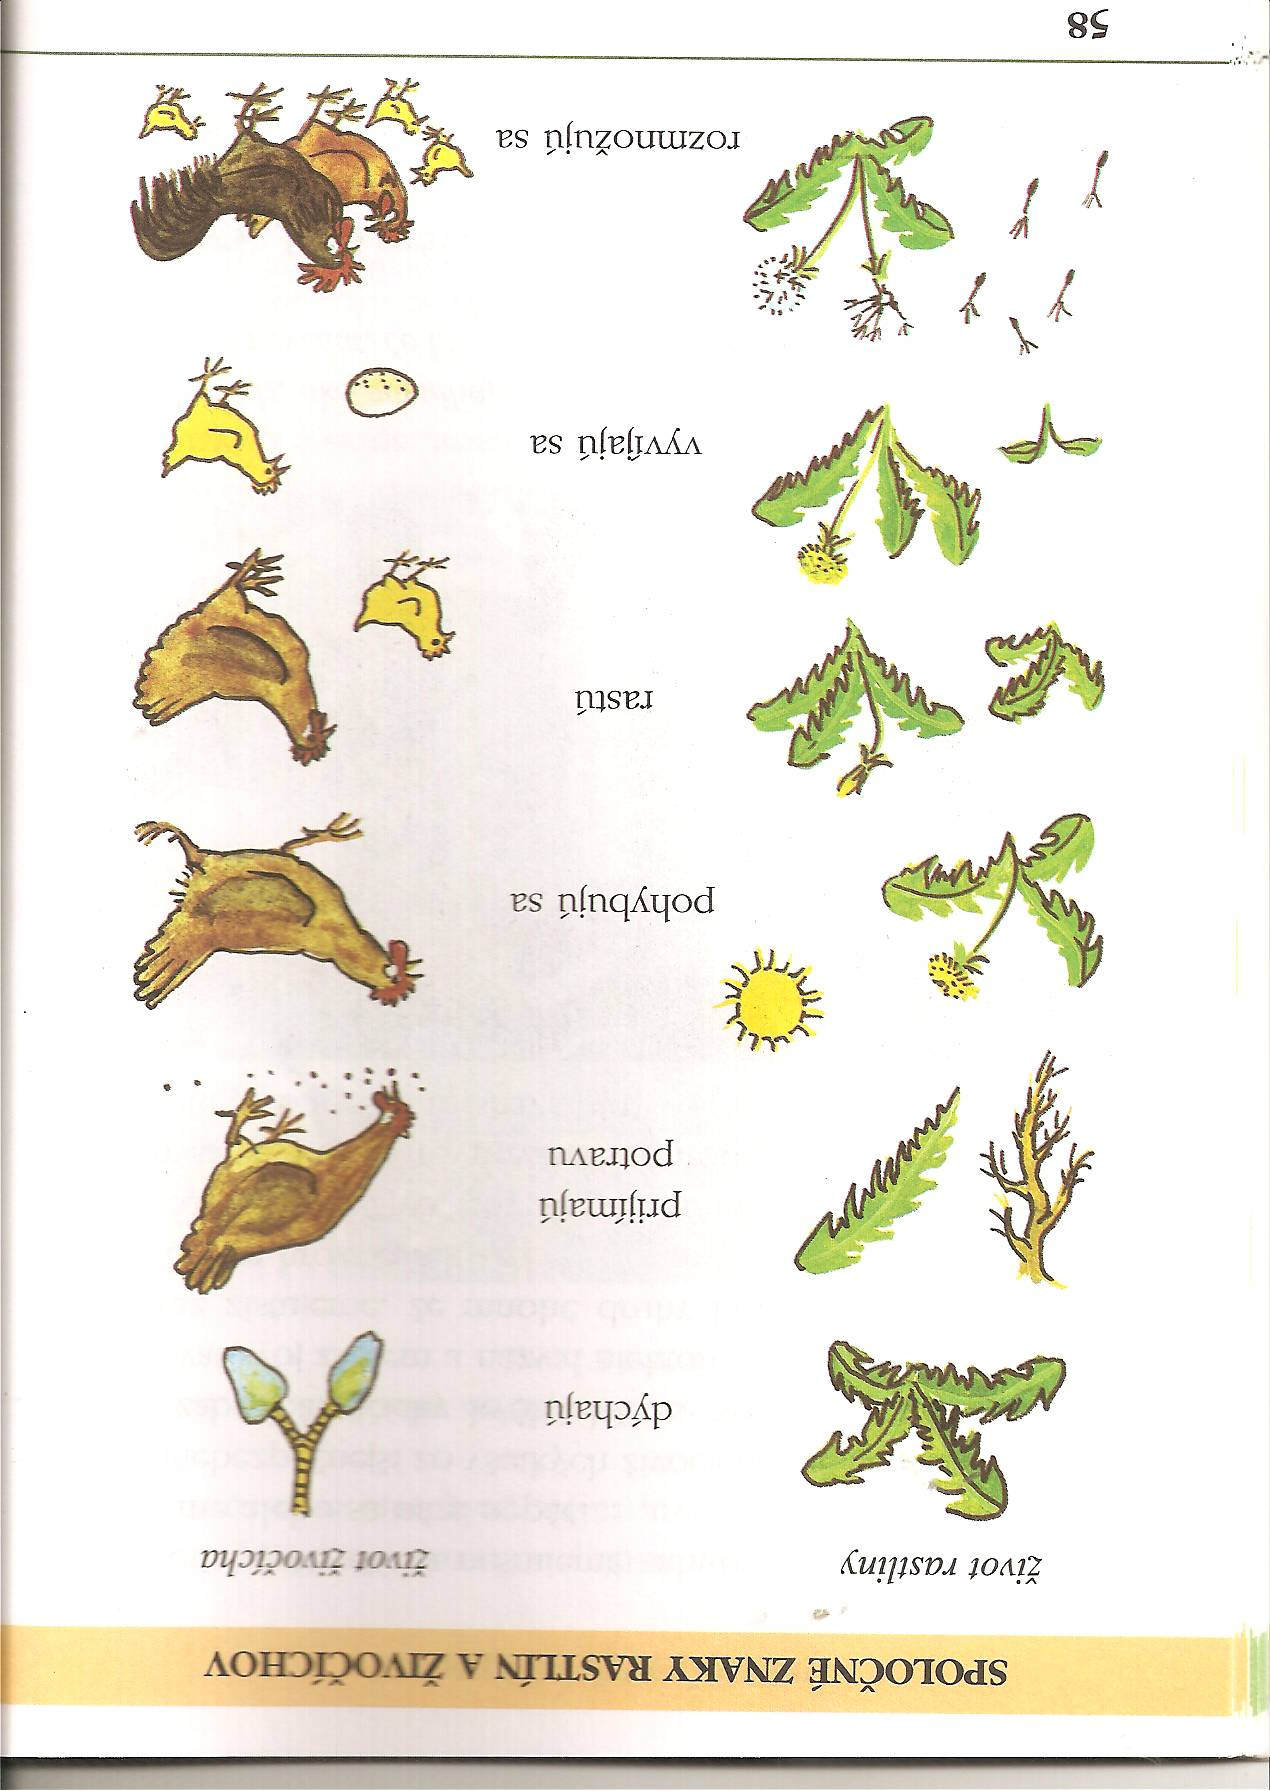 SPOLOČNÉ ZNAKY RASTLÍN A ŽIVOČÍCHOV
život rastliny
život živočícha
dýchajú
prijímajú
potravu
pohybujú sa
rastú
vyvíjajú sa
rozmnožujú sa
58